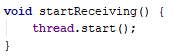 void startReceiving() {
    thread.start();
}